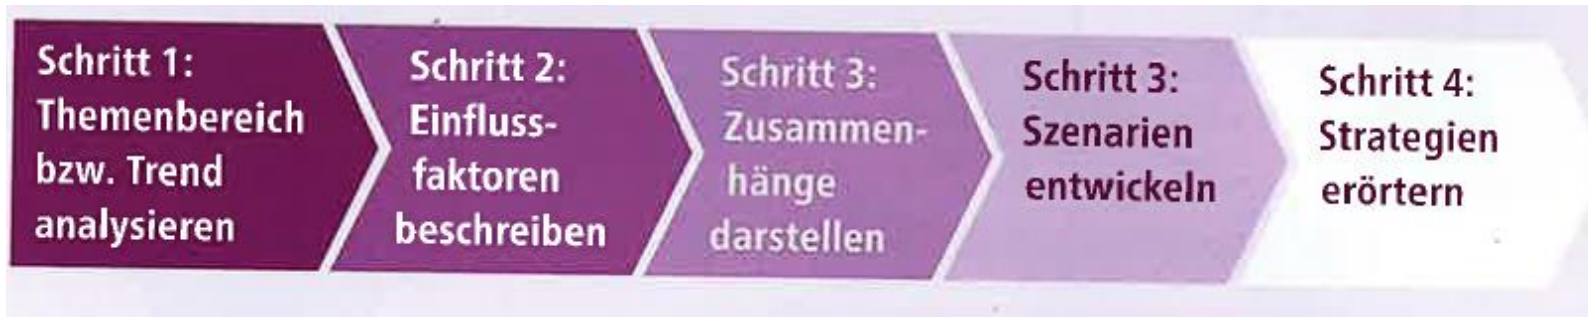 Schritt 1:
Themenbereich
bzw. Trend
analysieren
Schritt 2:
Einfluss-
faktoren
beschreiben
Schritt 3:
Zusammen-
hänge
darstellen
Schritt 3:
Szenarien
entwickeln
Schritt 4:
Strategien
erörtern